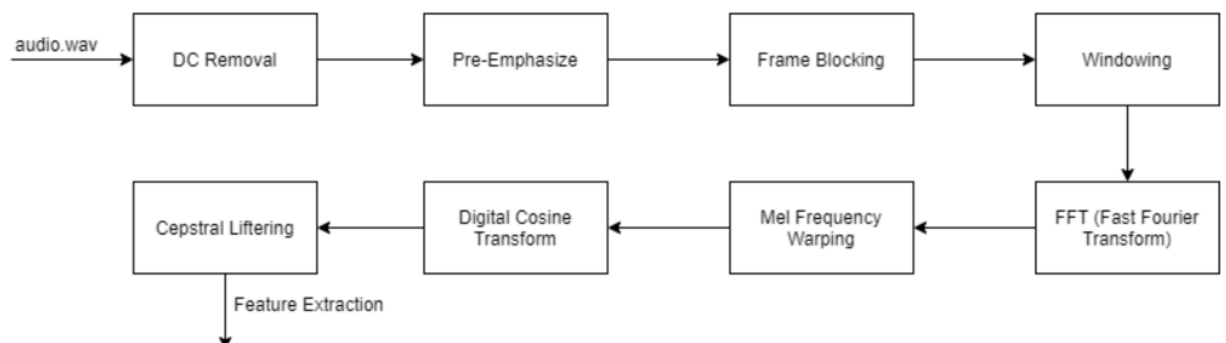 audio.wav
DC Removal
Pre-Emphasize
Frame Blocking
Windowing
FFT (Fast Fourier
Transform)
Mel Frequency
Warping
Digital Cosine
Transform
Cepstral Liftering
Feature Extraction